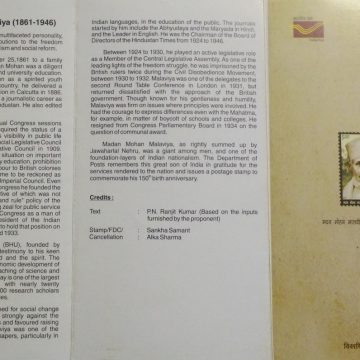 iya (1861-1946)
multifaceted personality,
butions to the freedom
ism and social reform.
er 25,1861 to a family
n Mohan was a diligent
nd university education.
on as a spirited youth
ountry, he delivered a
n in Calcutta in 1886.
a journalistic career as
ndustan. He also edited
ual Congress sessions
cquired the status of a
s visibility in public life
ncial Legislative Council
tive Council in 1909. He
situation on important
y education, prohibition
bour to British colonies
me to be reckoned as
mperial Council. Even
ongress he founded the
ctive of which was not
and rule" policy of the
g zeal for public service
Congress as a man of
resident of the Indian
to hold that position on
d 1933.
(BHU), founded by
estimony to his keen
d and the spirit. The
onomic development of
aching of science and
ay is one of the largest
with nearly twenty
00 research scholars
ned for social change
strongly against the
s and favoured raising
aviya was one of the
papers, particularly in
Indian languages, in the education of the public. The journals
started by him include the Abhyudaya and the Maryada in Hindi,
and the Leader in English. He was the Chairman of the Board of
Directors of the Hindustan Times from 1924 to 1946.
Between 1924 to 1930, he played an active legislative role
as a Member of the Central Legislative Assembly. As one of the
leading lights of the freedom struggle, he was imprisoned by the
British rulers twice during the Civil Disobedience Movement,
between 1930 to 1932. Malaviya was one of the delegates to the
second Round Table Conference in London in 1931, but
returned dissatisfied with the approach of the British
government. Though known for his gentleness and humility,
Malaviya was firm on issues where principles were involved. He
had the courage to express differences even with the Mahatma,
for example, in matter of boycott of schools and colleges. He
resigned from Congress Parliamentary Board in 1934 on the
question of communal award.
Madan Mohan Malaviya, as rightly summed up by
Jawaharlal Nehru, was a giant among men, and one of the
foundation-layers of Indian nationalism. The Department of
Posts remembers this great son of India in gratitude for the
services rendered to the nation and issues a postage stamp to
commemorate his 150th birth anniversary.
Credits:
Text : P.N. Ranjit Kumar (Based on the inputs
furnished by the proponent)
Stamp/FDC : Sankha Samant
Cancellation : Alka Sharma
मदन मोहन